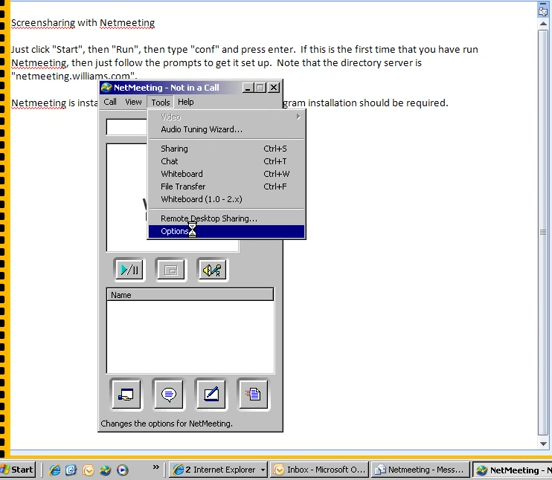 Screensharing with Netmeeting
Just click "Start", then "Run", then type "conf" and press enter. If this is the first time that you have run
Netmeeting, then just follow the prompts to get it set up. Note that the directory server is
"netmeeting.williams.com".
Netmeeting is insta gram installation should be required.
NetMeeting - Not in a Call
Call View Tools Help
Video
Audio Tuning Wizard...
Sharing Ctrl+S
Chat Ctrl+T
Whiteboard Ctrl+W
File Transfer Ctrl+F
Whiteboard (1.0 - 2.x)
Remote Desktop Sharing...
Options
Name
Changes the options for NetMeeting.
Start » 2 Internet Explorer Inbox - Microsoft O... Netmeeting - Mess... NetMeeting - N